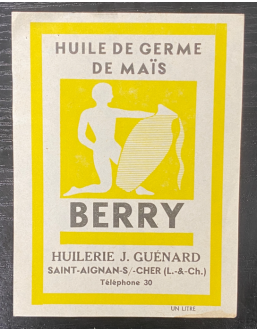 HUILE DE GERME
DE MAÏS
BERRY
HUILERIE J. GUÉNARD
SAINT-AIGNAN-S/-CHER (L.-&-Ch.)
Téléphone 30
UN LITRE